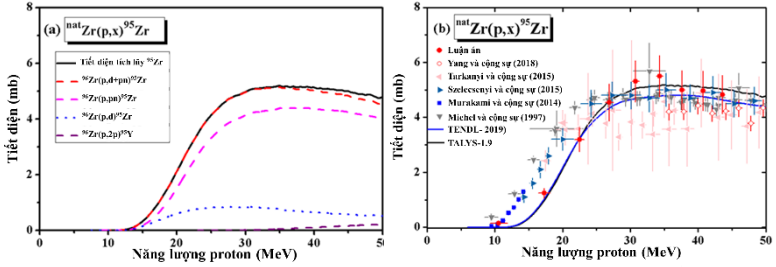 (a) ⁿᵃᵗZr(p,x)⁹⁵Zr
Tiết diện tích lũy ⁹⁵Zr
⁹⁶Zr(p,d+pn)⁹⁵Zr
⁹⁶Zr(p,pn)⁹⁵Zr
⁹⁶Zr(p,d)⁹⁵Zr
⁹⁶Zr(p,2p)⁹⁵Y
Tiết diện (mb)
8
6
4
2
0
0 10 20 30 40 50
Năng lượng proton (MeV)
(b) ⁿᵃᵗZr(p,x)⁹⁵Zr
Luận án
Yang và cộng sự (2018)
Tarkanyi và cộng sự (2015)
Szelecsenyi và cộng sự (2015)
Murakami và cộng sự (2014)
Michel và cộng sự (1997)
TENDL- 2019)
TALYS-1.9
Tiết diện (mb)
8
6
4
2
0
0 10 20 30 40 50
Năng lượng proton (MeV)